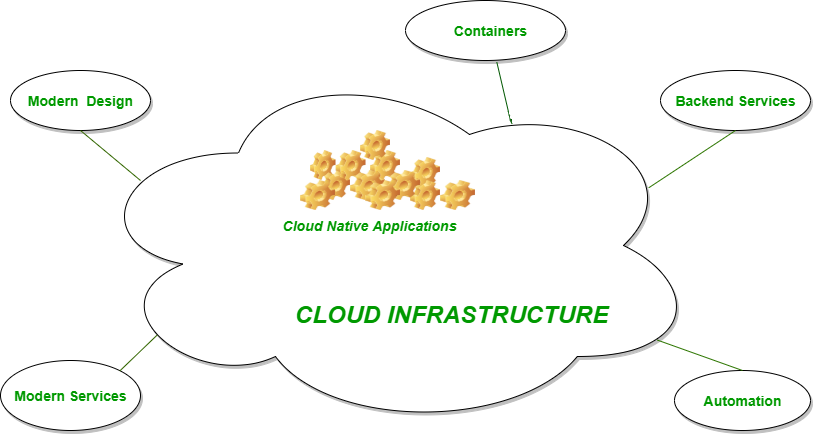 Containers
Modern  Design
Backend Services
Cloud Native Applications
CLOUD INFRASTRUCTURE
Modern Services
Automation